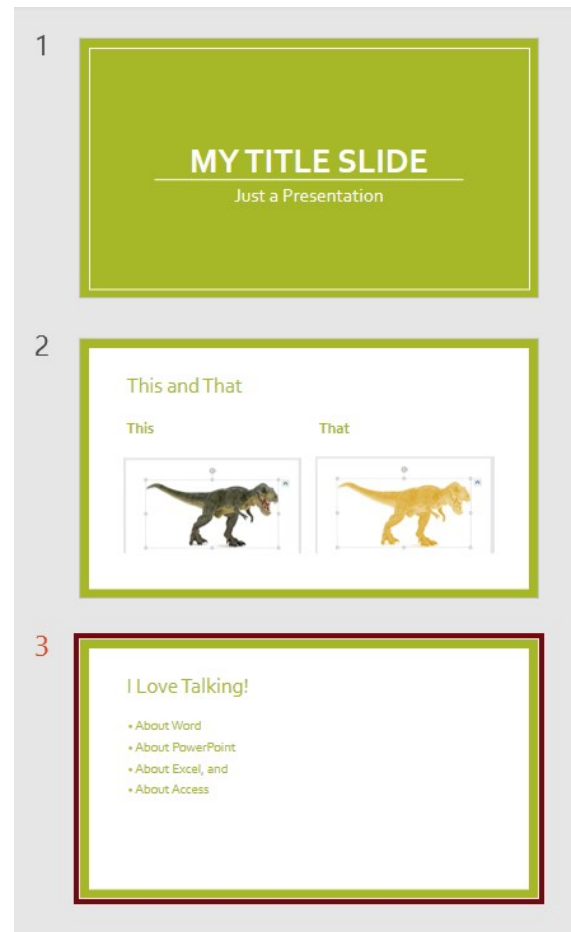 1
MY TITLE SLIDE
Just a Presentation
2
This and That
This That
3
I Love Talking!
• About Word
• About PowerPoint
• About Excel, and
• About Access